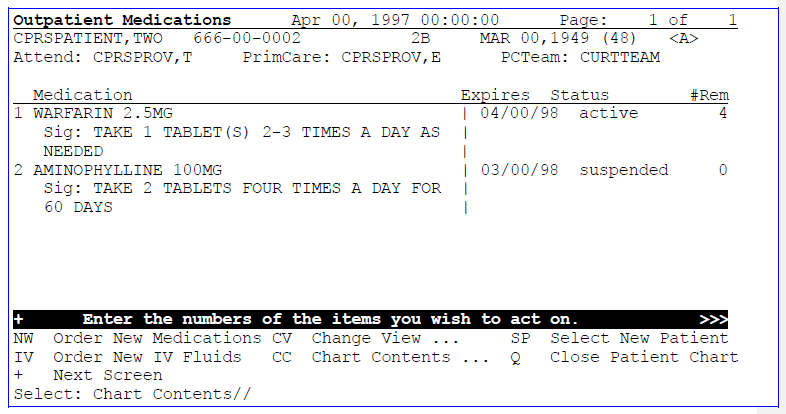 Outpatient Medications Apr 00, 1997 00:00:00 Page: 1 of 1
CPRSPATIENT,TWO 666-00-0002 2B MAR 00,1949 (48) <A>
Attend: CPRSPROV,T PrimCare: CPRSPROV,E PCTeam: CURTTEAM
Medication Expires Status #Rem
1 WARFARIN 2.5MG | 04/00/98 active 4
Sig: TAKE 1 TABLET(S) 2-3 TIMES A DAY AS |
NEEDED |
2 AMINOPHYLLINE 100MG | 03/00/98 suspended 0
Sig: TAKE 2 TABLETS FOUR TIMES A DAY FOR |
60 DAYS |
+ Enter the numbers of the items you wish to act on. >>>
NW Order New Medications CV Change View ... SP Select New Patient
IV Order New IV Fluids CC Chart Contents ... Q Close Patient Chart
+ Next Screen
Select: Chart Contents//